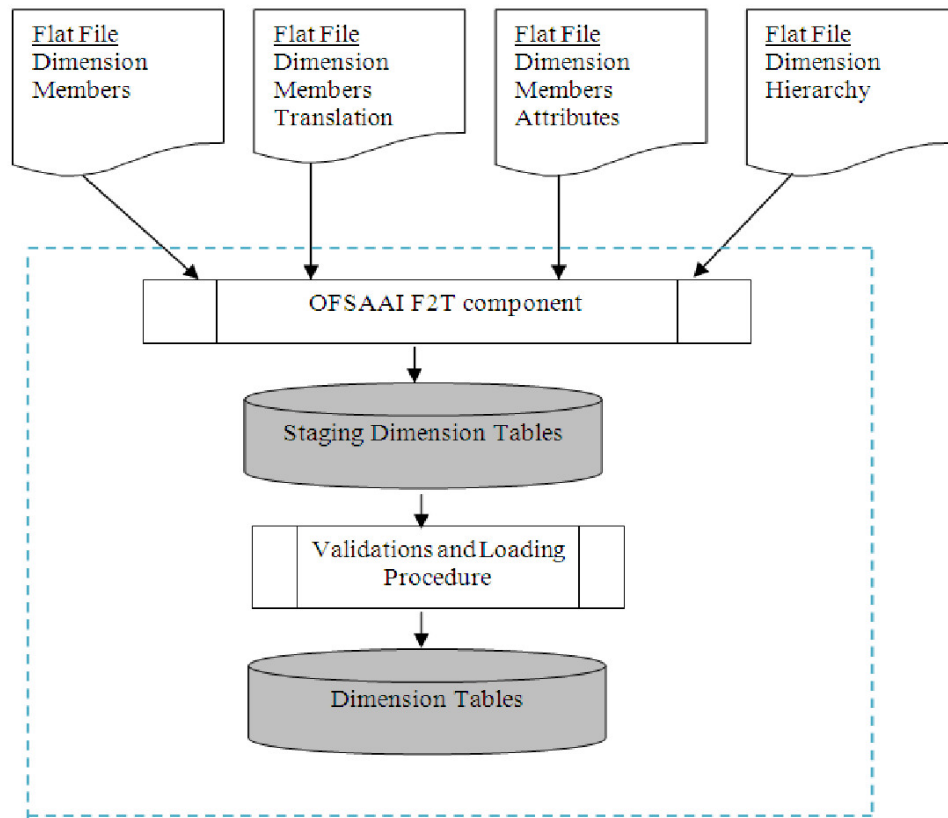 Flat File
Dimension
Members
Flat File
Dimension
Members
Translation
Flat File
Dimension
Members
Attributes
Flat File
Dimension
Hierarchy
OFSAAI F2T component
Staging Dimension Tables
Validations and Loading
Procedure
Dimension Tables